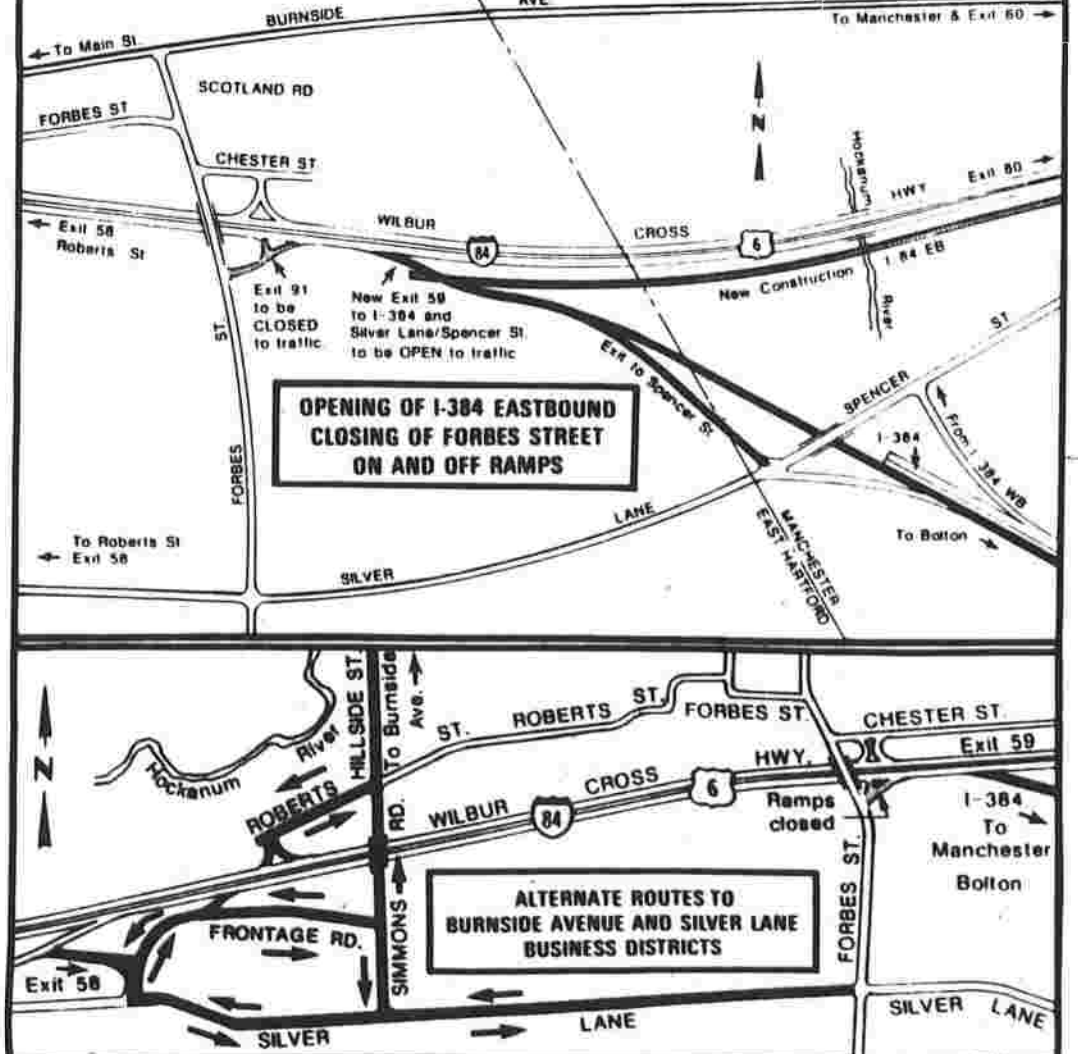 AVE
BURNSIDE
← To Main St.
To Manchester & Exit 60 →
SCOTLAND RD
FORBES ST
CHESTER ST
N
Hockanum
River
← Exit 58
Roberts St
WILBUR
84
CROSS
6
HWY
Exit 60 →
New Construction I 84 EB
Exit 91
to be
CLOSED
to traffic
New Exit 59
to I-384 and
Silver Lane/Spencer St.
to be OPEN to traffic
Exit to Spencer St.
SPENCER ST
FORBES ST.
OPENING OF I-384 EASTBOUND
CLOSING OF FORBES STREET
ON AND OFF RAMPS
I-384
From I 384 WB
To Bolton
To Roberts St
← Exit 58
SILVER LANE
MANCHESTER
EAST HARTFORD
N
Hockanum River
HILLSIDE ST.
To Burnside
Ave. →
ROBERTS ST.
ROBERTS ST.
FORBES ST.
CHESTER ST.
Exit 59
WILBUR
84
CROSS
6
HWY.
Ramps
closed
I-384
To
Manchester
Bolton
SIMMONS RD.
FORBES ST.
ALTERNATE ROUTES TO
BURNSIDE AVENUE AND SILVER LANE
BUSINESS DISTRICTS
FRONTAGE RD.
Exit 58
SILVER LANE
SILVER LANE